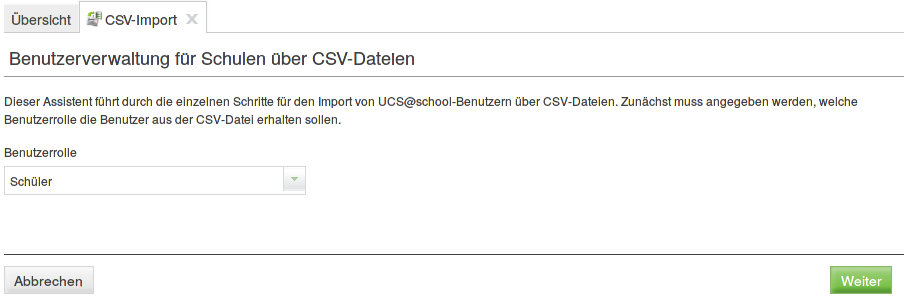 Übersicht
CSV-Import
Benutzerverwaltung für Schulen über CSV-Dateien
Dieser Assistent führt durch die einzelnen Schritte für den Import von UCS@school-Benutzern über CSV-Dateien. Zunächst muss angegeben werden, welche
Benutzerrolle die Benutzer aus der CSV-Datei erhalten sollen.
Benutzerrolle
Schüler
Abbrechen
Weiter